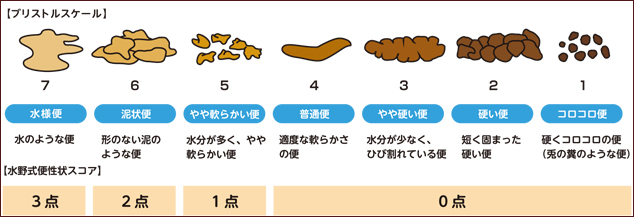 【ブリストルスケール】
7 6 5 4 3 2 1
水様便 泥状便 やや軟らかい便 普通便 やや硬い便 硬い便 コロコロ便
水のような便
形のない泥の
ような便
水分が多く、やや
軟らかい便
適度な軟らかさ
の便
水分が少なく、
ひび割れている便
短く固まった
硬い便
硬くコロコロの便
（兎の糞のような便）
【水野式便性状スコア】
3点 2点 1点 0点